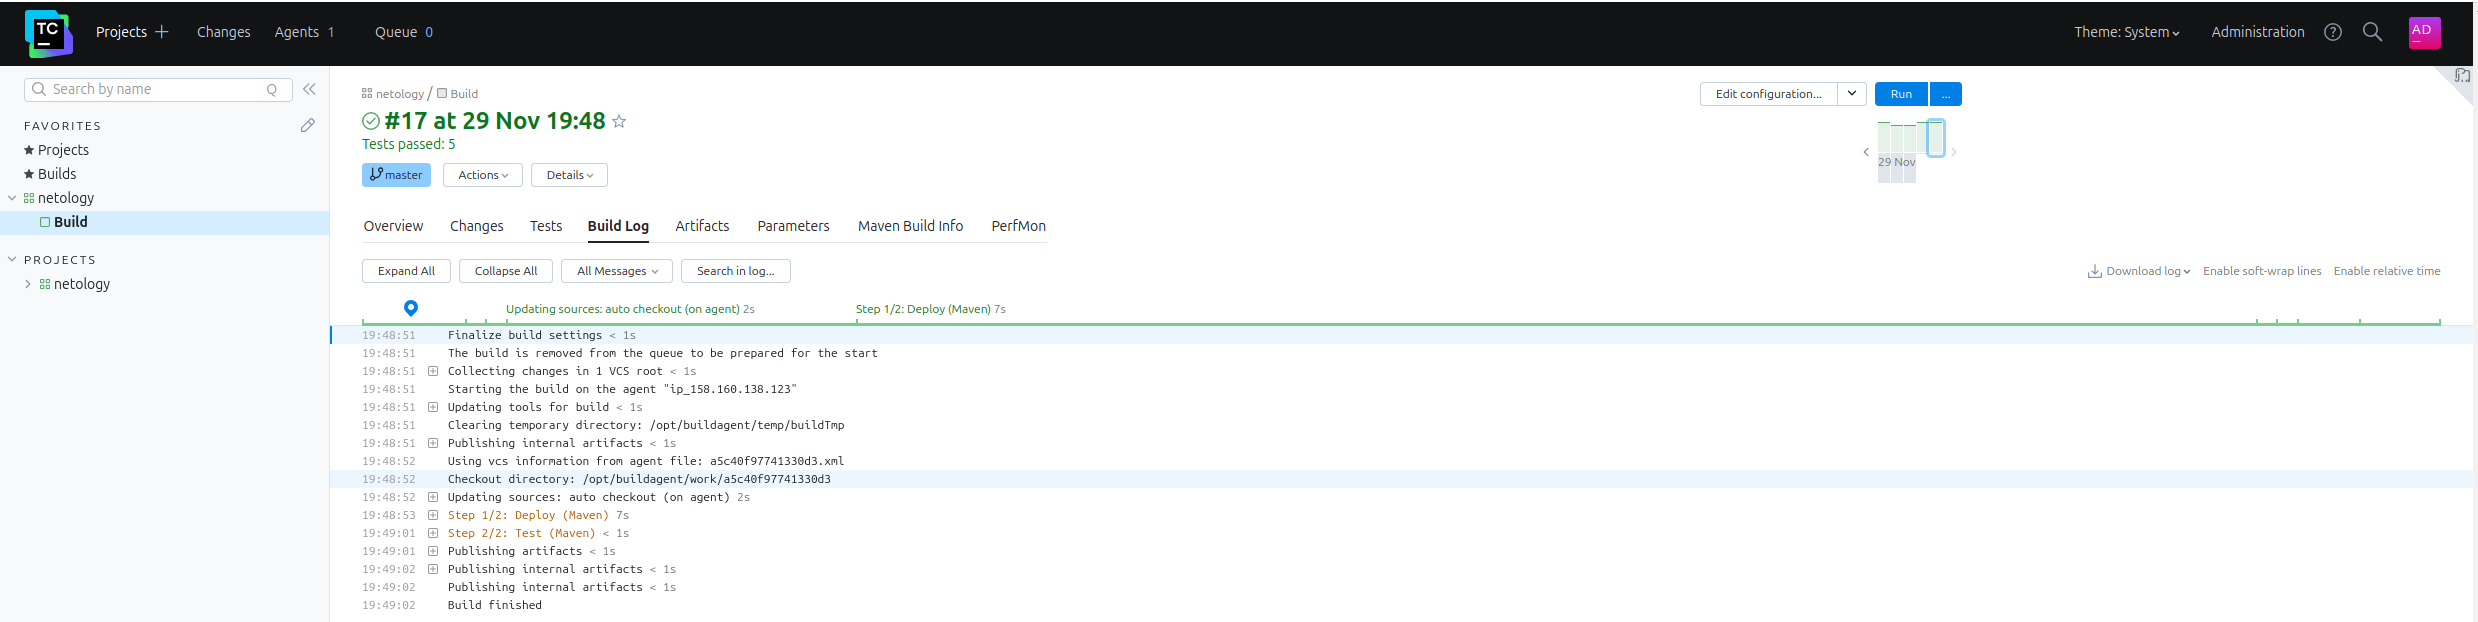 TC Projects Changes Agents 1 Queue 0 Theme: System Administration ? AD
Search by name Q
FAVORITES
Projects
Builds
netology
Build
PROJECTS
netology
netology / Build
Edit configuration... Run ...
#17 at 29 Nov 19:48
Tests passed: 5
29 Nov
master Actions Details
Overview Changes Tests Build Log Artifacts Parameters Maven Build Info PerfMon
Expand All Collapse All All Messages Search in log... Download log Enable soft-wrap lines Enable relative time
Updating sources: auto checkout (on agent) 2s Step 1/2: Deploy (Maven) 7s
19:48:51 Finalize build settings < 1s
19:48:51 The build is removed from the queue to be prepared for the start
19:48:51 Collecting changes in 1 VCS root < 1s
19:48:51 Starting the build on the agent "ip_158.160.138.123"
19:48:51 Updating tools for build < 1s
19:48:51 Clearing temporary directory: /opt/buildagent/temp/buildTmp
19:48:51 Publishing internal artifacts < 1s
19:48:52 Using vcs information from agent file: a5c40f97741330d3.xml
19:48:52 Checkout directory: /opt/buildagent/work/a5c40f97741330d3
19:48:52 Updating sources: auto checkout (on agent) 2s
19:48:53 Step 1/2: Deploy (Maven) 7s
19:49:01 Step 2/2: Test (Maven) < 1s
19:49:01 Publishing artifacts < 1s
19:49:02 Publishing internal artifacts < 1s
19:49:02 Publishing internal artifacts < 1s
19:49:02 Build finished